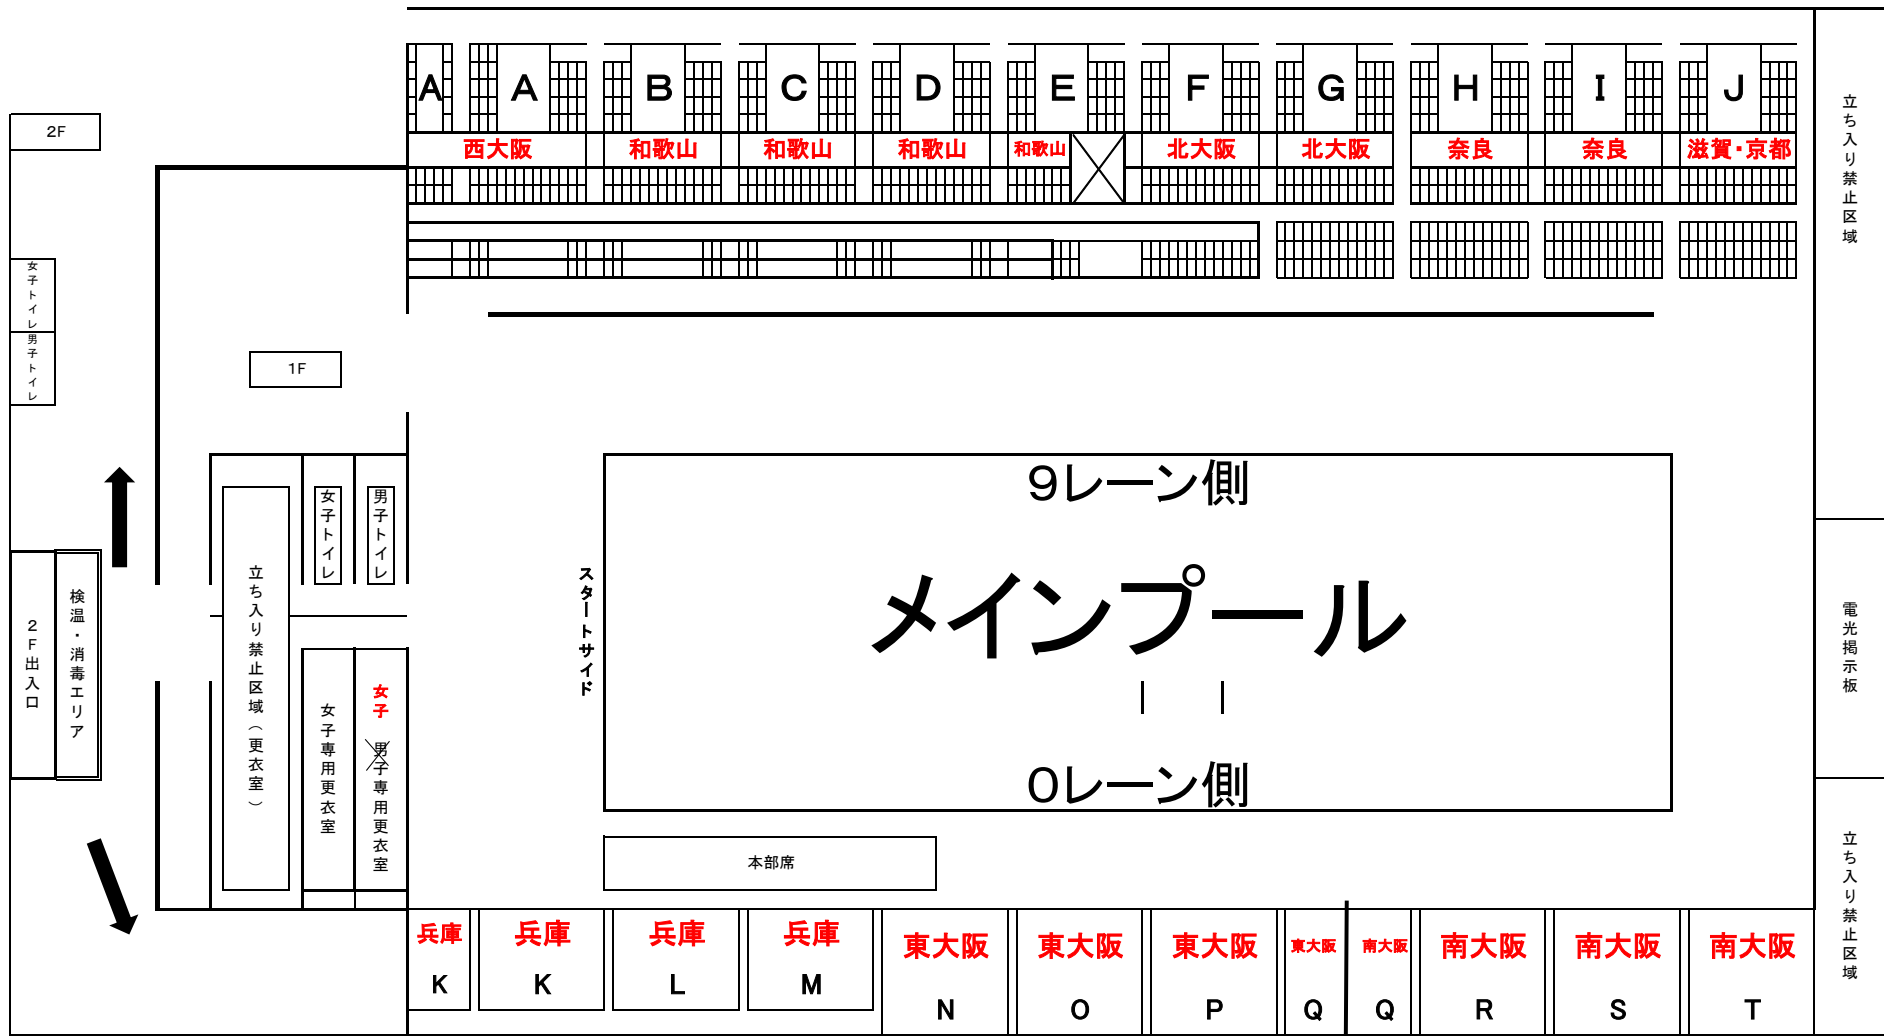 A
A
B
C
D
E
F
G
H
I
J
西大阪
和歌山
和歌山
和歌山
和歌山
北大阪
北大阪
奈良
奈良
滋賀・京都
立ち入り禁止区域
2F
女子トイレ
男子トイレ
1F
9レーン側
女子トイレ
男子トイレ
立ち入り禁止区域（更衣室）
スタートサイド
メインプール
電光掲示板
2F出入口
検温・消毒エリア
女子専用更衣室
女子
男子専用更衣室
0レーン側
本部席
立ち入り禁止区域
兵庫
兵庫
兵庫
兵庫
東大阪
東大阪
東大阪
東大阪
南大阪
南大阪
南大阪
南大阪
K
K
L
M
N
O
P
Q
Q
R
S
T